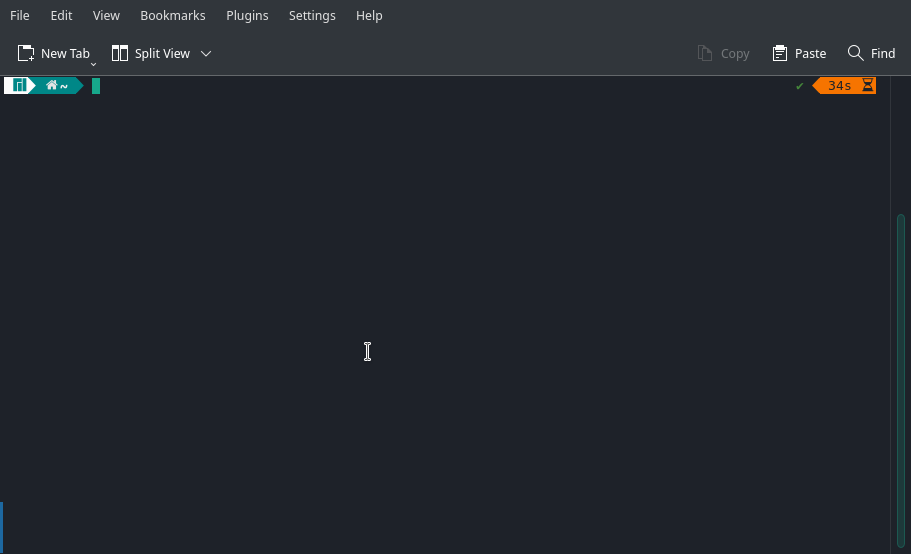 File Edit View Bookmarks Plugins Settings Help
New Tab Split View Copy Paste Find
~ ✔ 34s